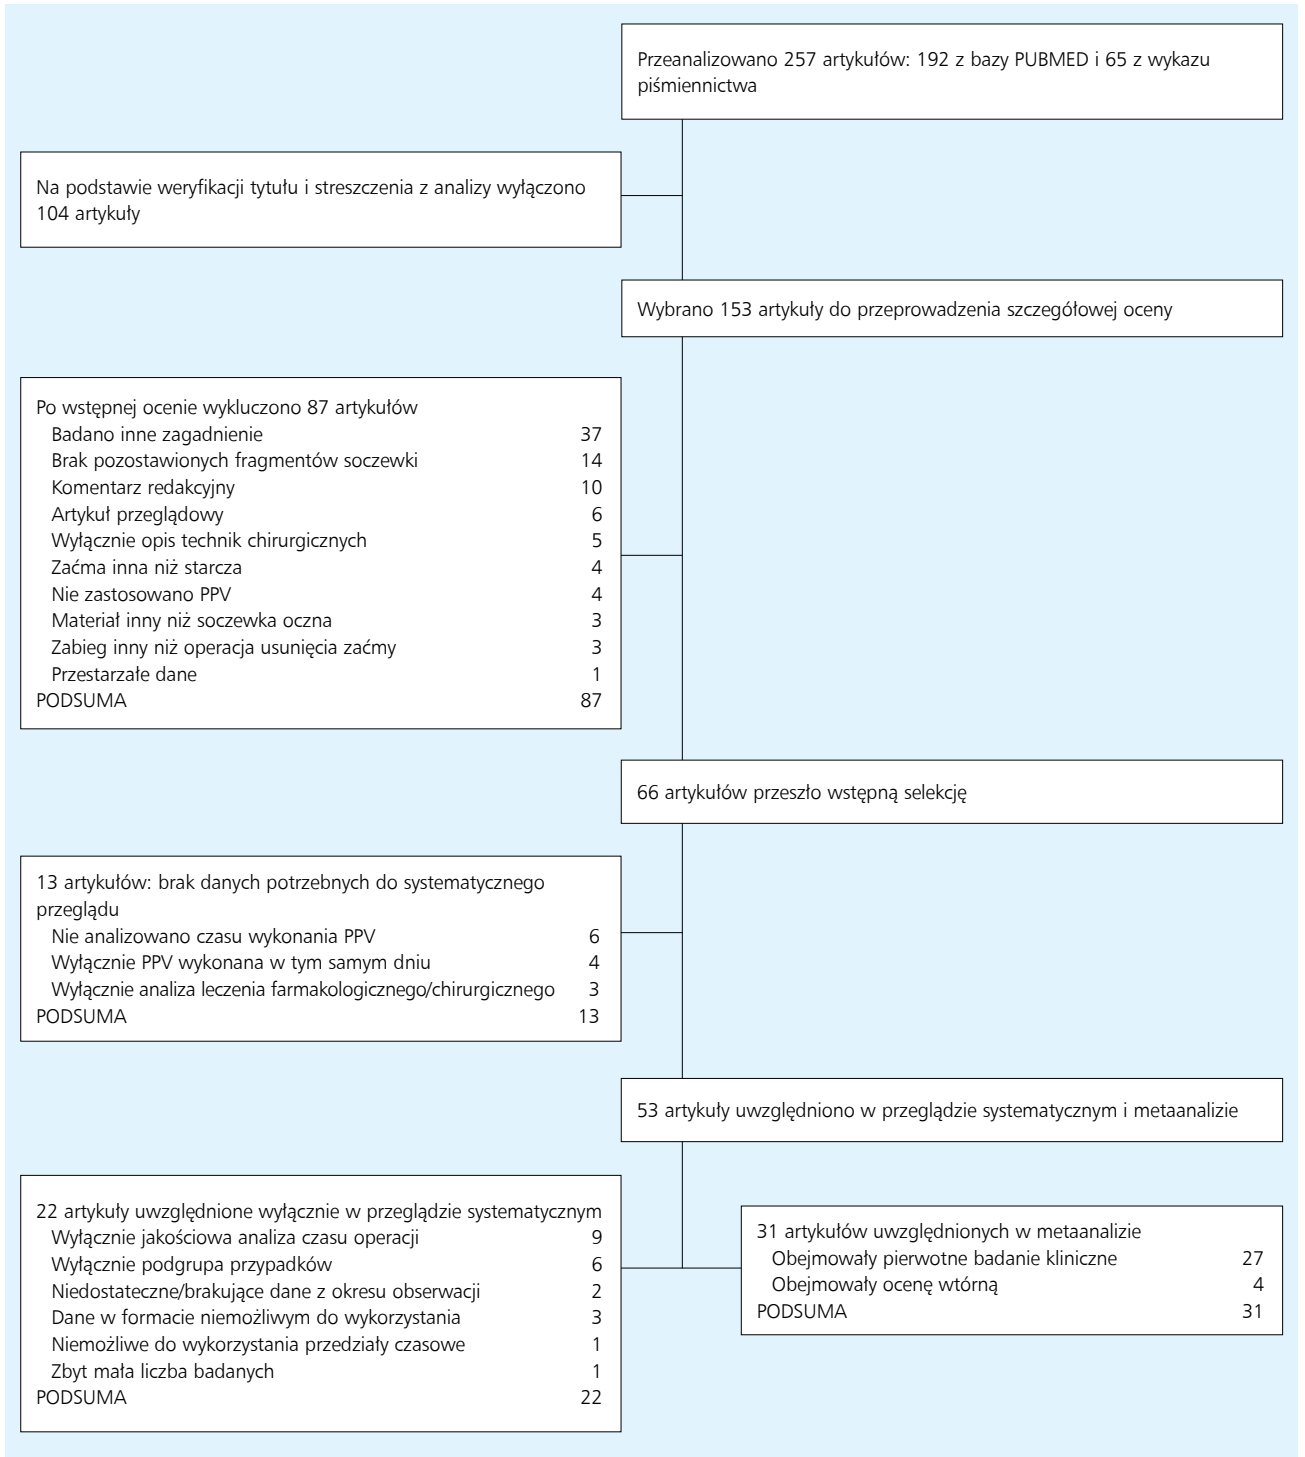 Przeanalizowano 257 artykułów: 192 z bazy PUBMED i 65 z wykazu
piśmiennictwa
Na podstawie weryfikacji tytułu i streszczenia z analizy wyłączono
104 artykuły
Wybrano 153 artykuły do przeprowadzenia szczegółowej oceny
Po wstępnej ocenie wykluczono 87 artykułów
Badano inne zagadnienie 37
Brak pozostawionych fragmentów soczewki 14
Komentarz redakcyjny 10
Artykuł przeglądowy 6
Wyłącznie opis technik chirurgicznych 5
Zaćma inna niż starcza 4
Nie zastosowano PPV 4
Materiał inny niż soczewka oczna 3
Zabieg inny niż operacja usunięcia zaćmy 3
Przestarzałe dane 1
PODSUMA 87
66 artykułów przeszło wstępną selekcję
13 artykułów: brak danych potrzebnych do systematycznego
przeglądu
Nie analizowano czasu wykonania PPV 6
Wyłącznie PPV wykonana w tym samym dniu 4
Wyłącznie analiza leczenia farmakologicznego/chirurgicznego 3
PODSUMA 13
53 artykuły uwzględniono w przeglądzie systematycznym i metaanalizie
22 artykuły uwzględnione wyłącznie w przeglądzie systematycznym
Wyłącznie jakościowa analiza czasu operacji 9
Wyłącznie podgrupa przypadków 6
Niedostateczne/brakujące dane z okresu obserwacji 2
Dane w formacie niemożliwym do wykorzystania 3
Niemożliwe do wykorzystania przedziały czasowe 1
Zbyt mała liczba badanych 1
PODSUMA 22
31 artykułów uwzględnionych w metaanalizie
Obejmowały pierwotne badanie kliniczne 27
Obejmowały ocenę wtórną 4
PODSUMA 31